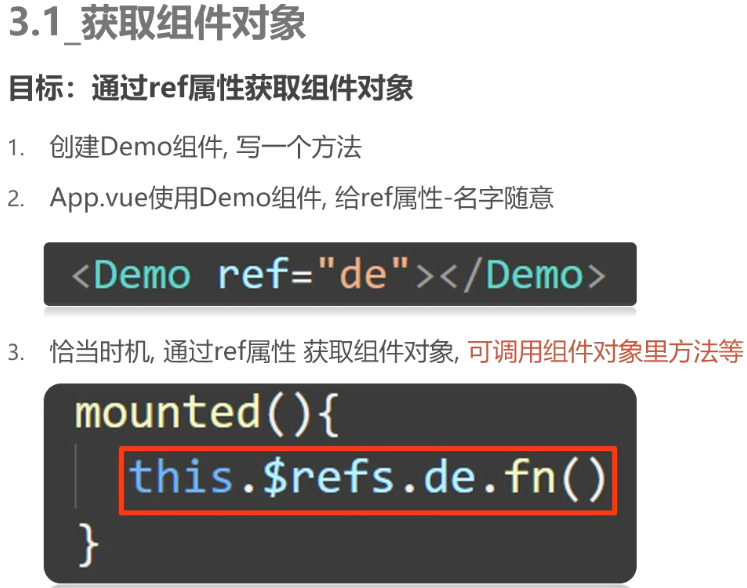 3.1_获取组件对象
目标：通过ref属性获取组件对象
1. 创建Demo组件, 写一个方法
2. App.vue使用Demo组件, 给ref属性-名字随意
<Demo ref="de"></Demo>
3. 恰当时机, 通过ref属性 获取组件对象, 可调用组件对象里方法等
mounted(){
this.$refs.de.fn()
}